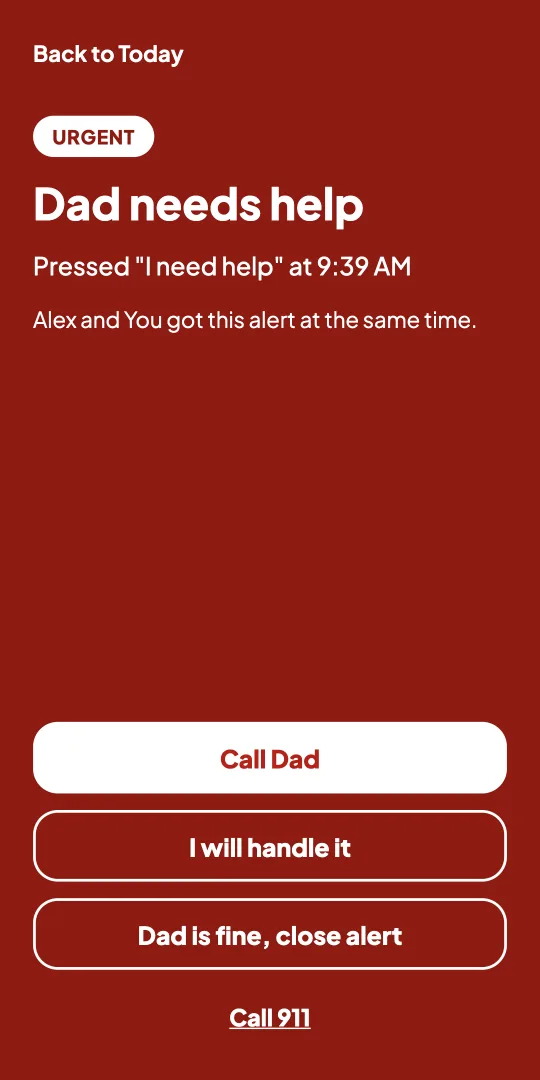 Back to Today
URGENT
Dad needs help
Pressed "I need help" at 9:39 AM
Alex and You got this alert at the same time.
Call Dad
I will handle it
Dad is fine, close alert
Call 911